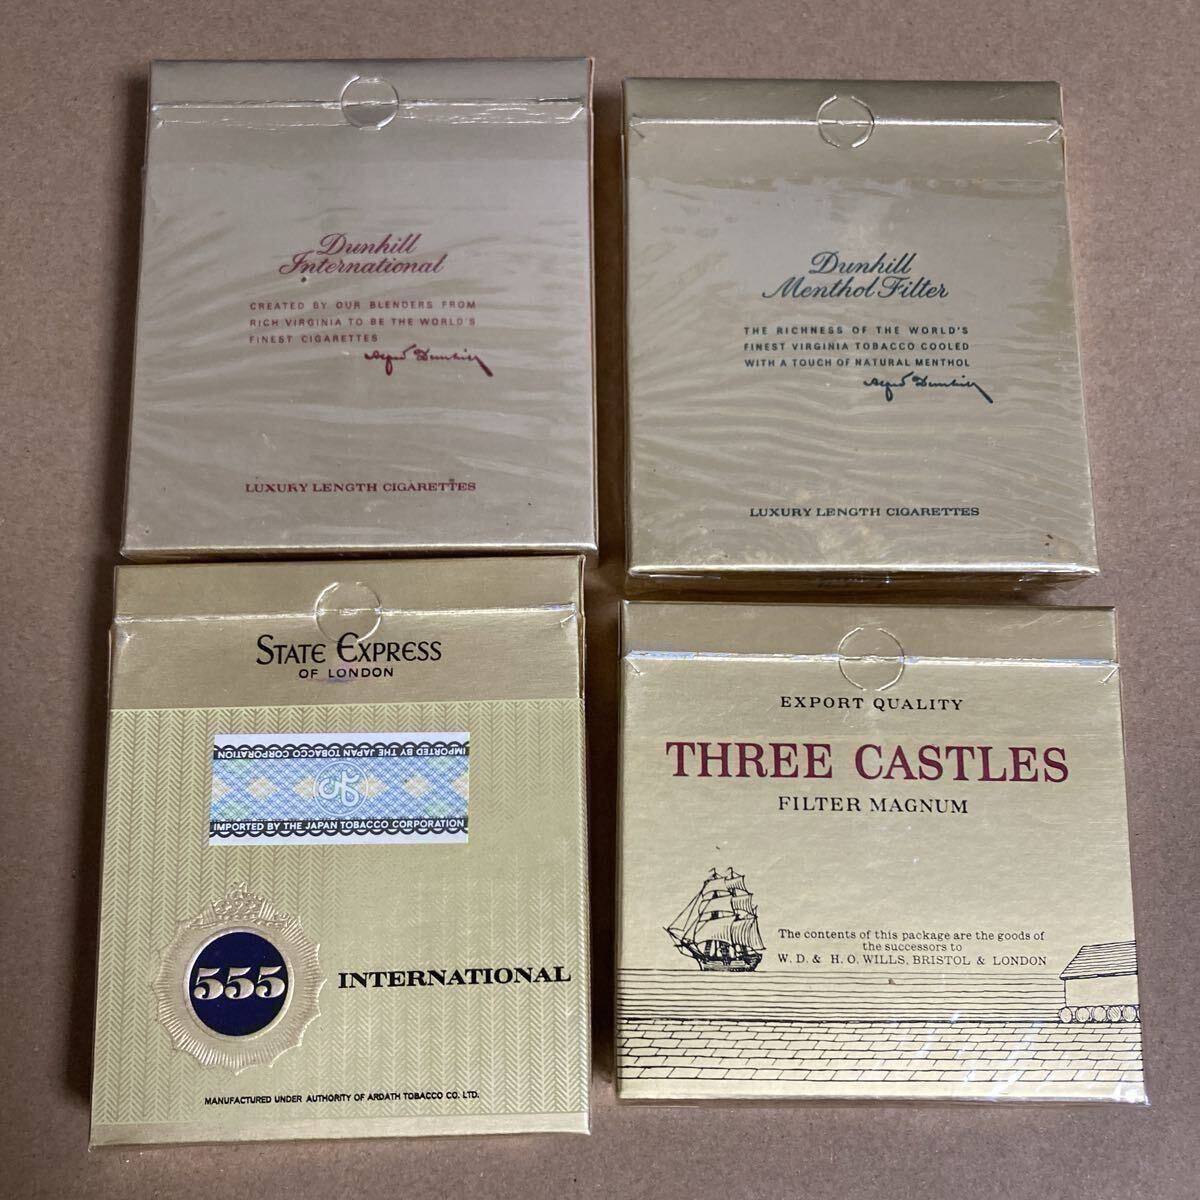 Dunhill
International
CREATED BY OUR BLENDERS FROM
RICH VIRGINIA TO BE THE WORLD'S
FINEST CIGARETTES
Alfred Dunhill
LUXURY LENGTH CIGARETTES
Dunhill
Menthol Filter
THE RICHNESS OF THE WORLD'S
FINEST VIRGINIA TOBACCO COOLED
WITH A TOUCH OF NATURAL MENTHOL
Alfred Dunhill
LUXURY LENGTH CIGARETTES
STATE EXPRESS
OF LONDON
IMPORTED BY THE JAPAN TOBACCO CORPORATION
IMPORTED BY THE JAPAN TOBACCO CORPORATION
555
INTERNATIONAL
MANUFACTURED UNDER AUTHORITY OF ARDATH TOBACCO CO. LTD.
EXPORT QUALITY
THREE CASTLES
FILTER MAGNUM
The contents of this package are the goods of
the successors to
W. D. & H. O. WILLS, BRISTOL & LONDON